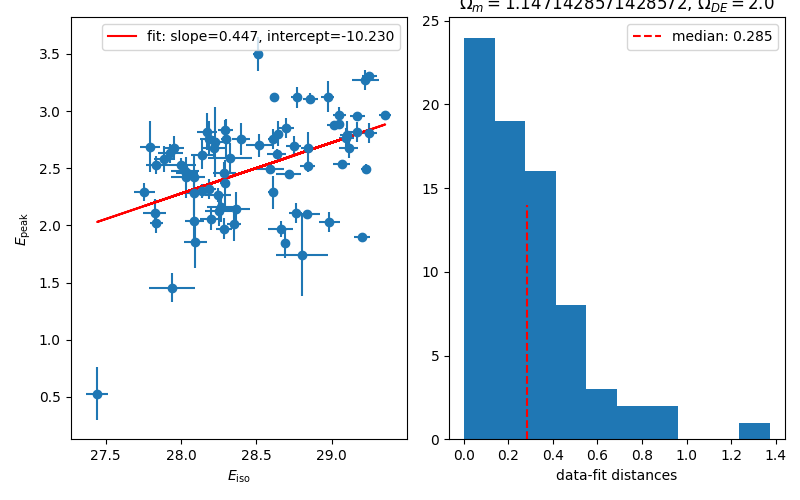 Ω_m = 1.1471428571428572, Ω_DE = 2.0
fit: slope=0.447, intercept=-10.230
median: 0.285
E_peak
3.5
3.0
2.5
2.0
1.5
1.0
0.5
27.5 28.0 28.5 29.0
E_iso
25
20
15
10
5
0
0.0 0.2 0.4 0.6 0.8 1.0 1.2 1.4
data-fit distances